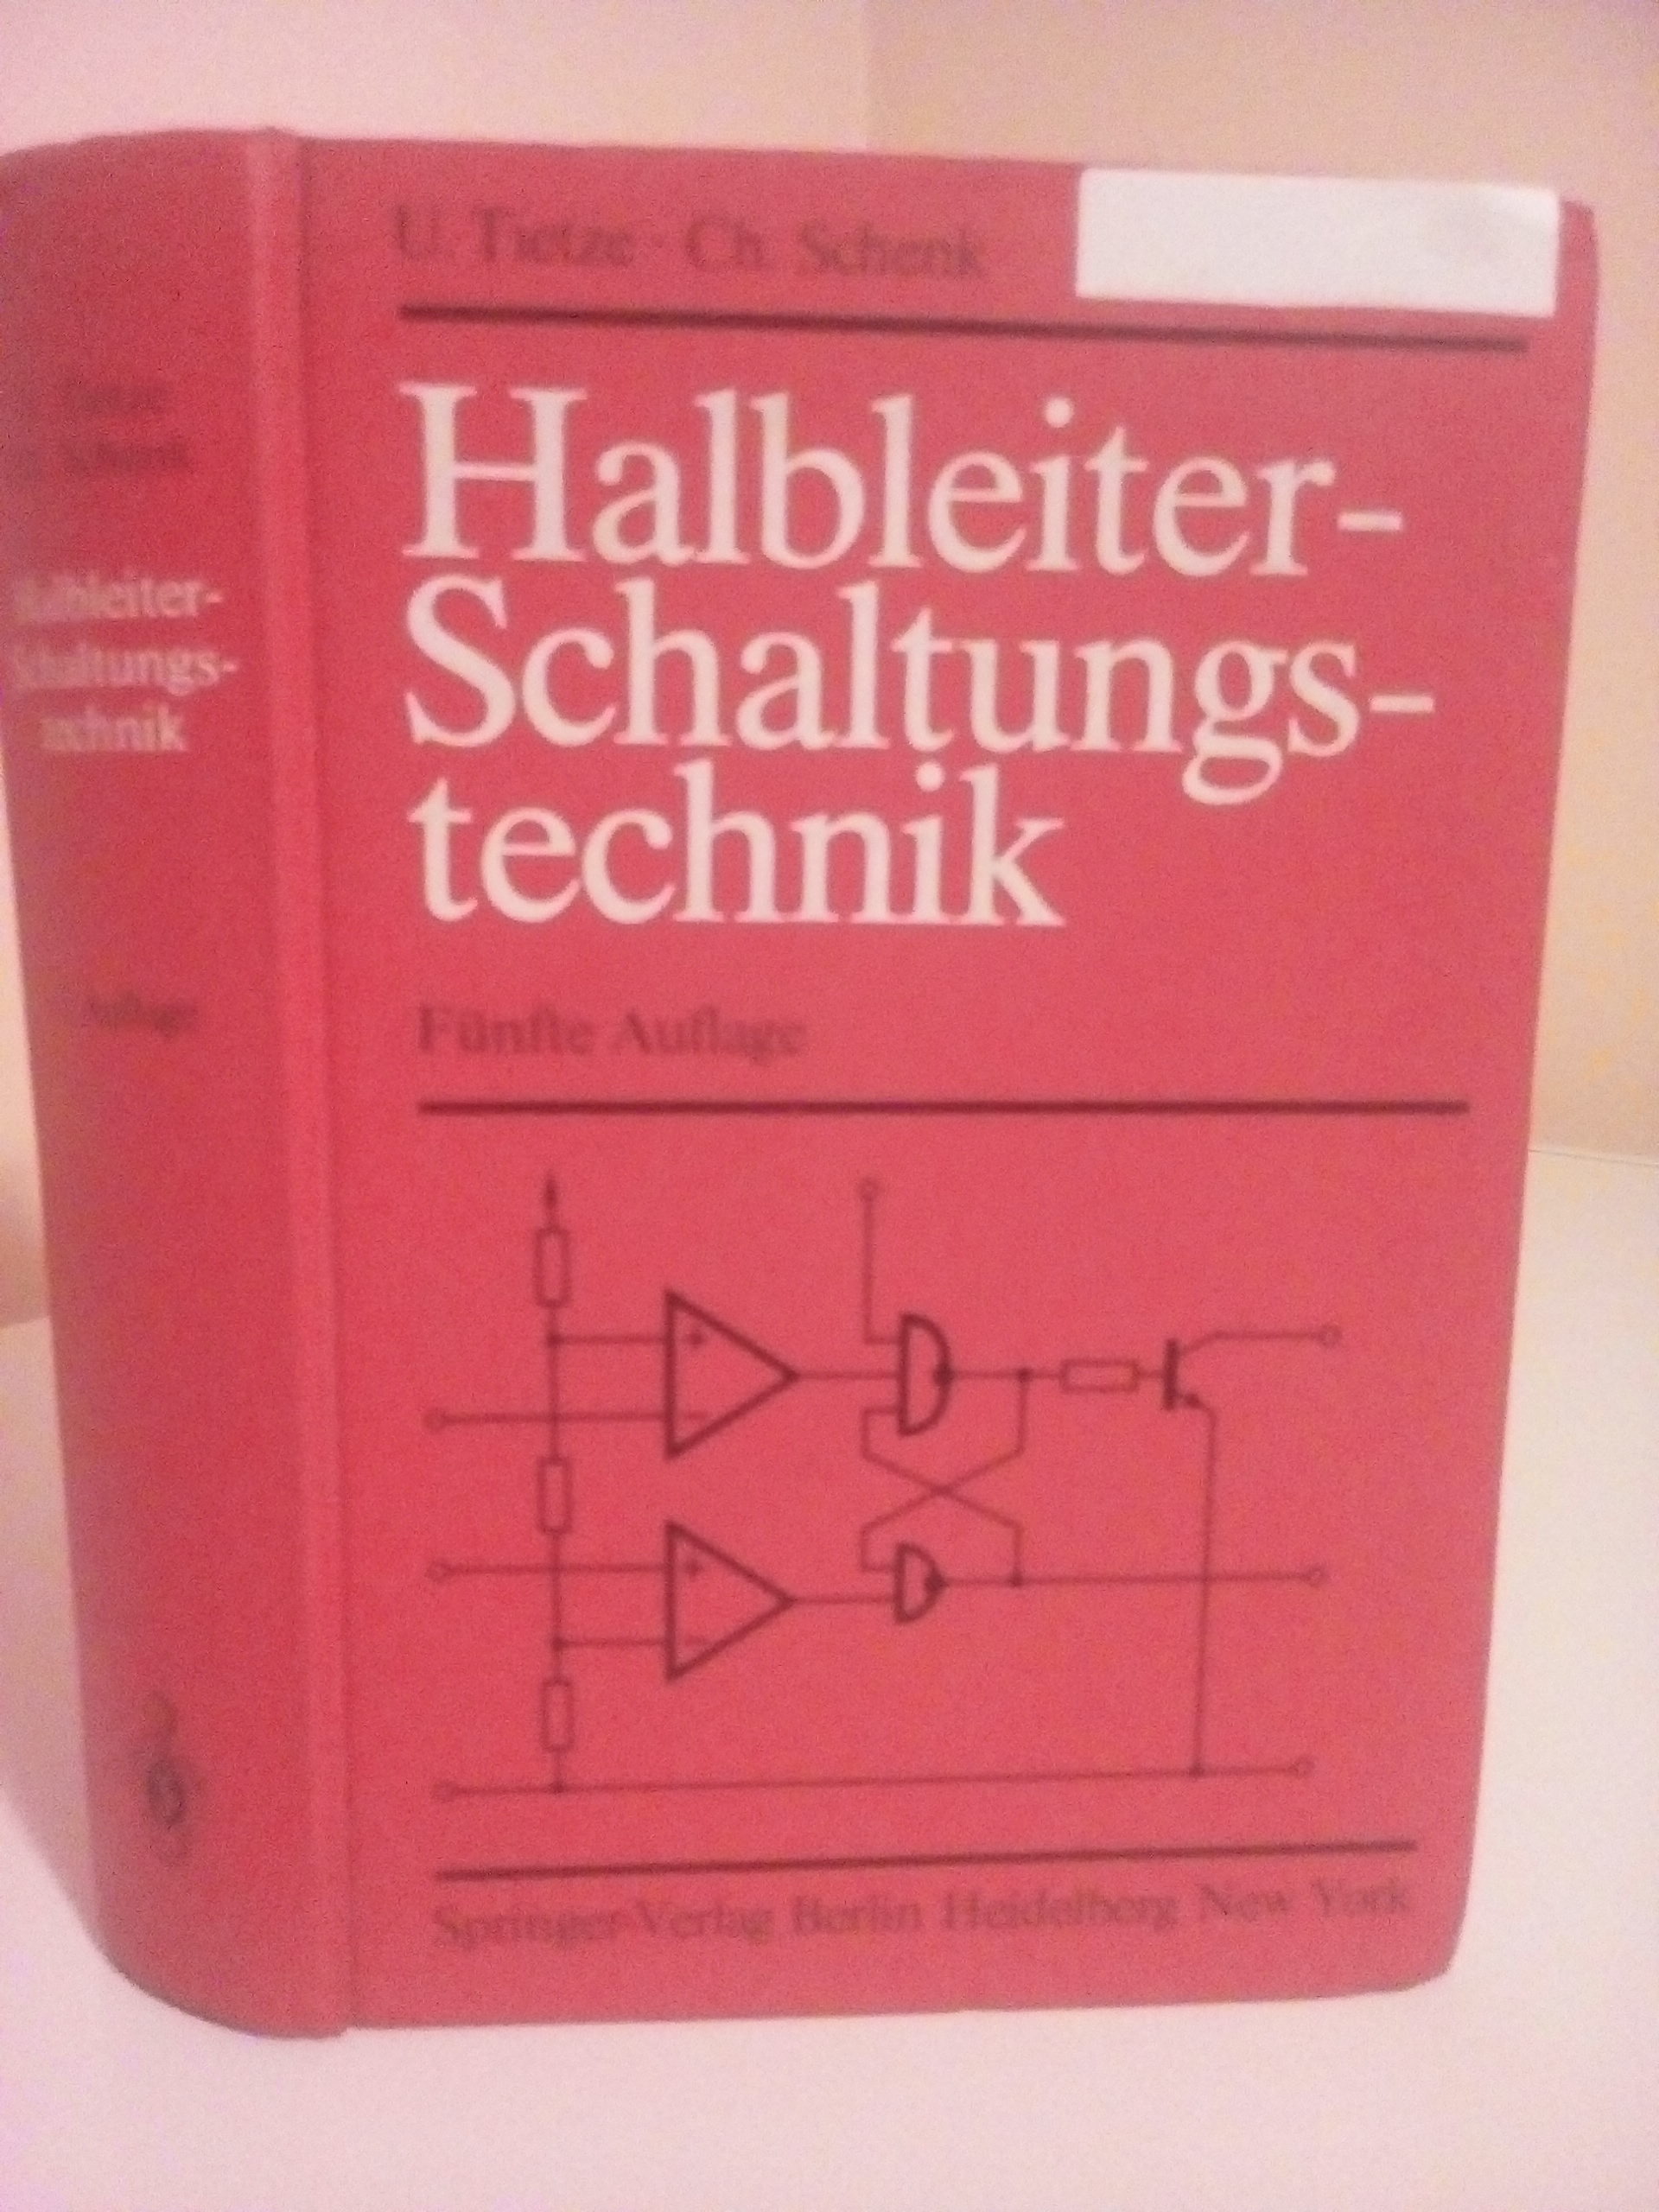 U. Tietze · Ch. Schenk
Halbleiter-
Schaltungs-
technik
Fünfte Auflage
+
−
+
−
Springer-Verlag Berlin Heidelberg New York
Schenk
Halbleiter-
Schaltungs-
technik
Auflage